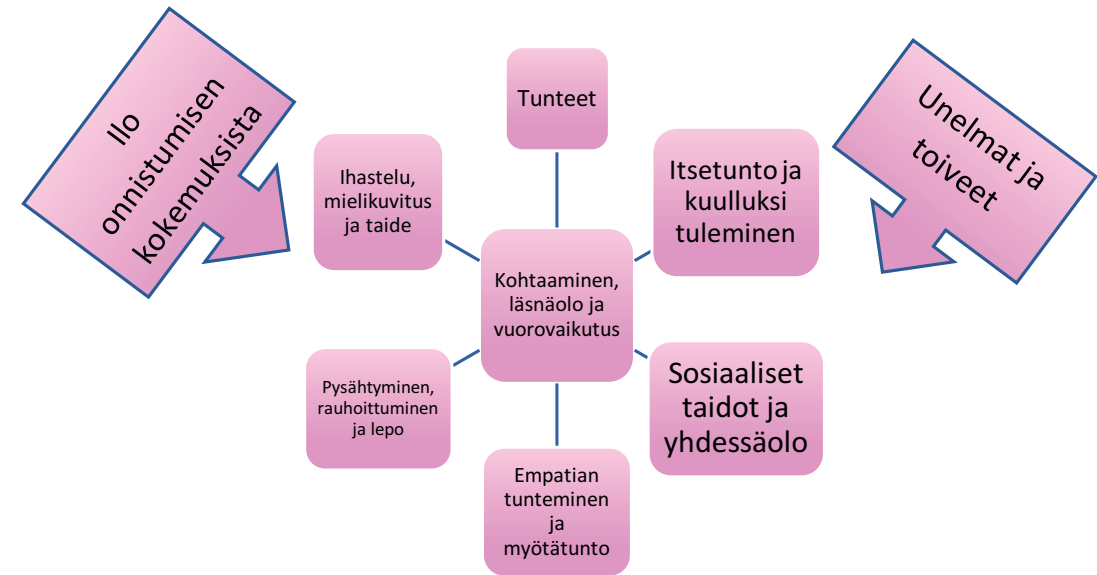 Ilo
onnistumisen
kokemuksista
Tunteet
Unelmat ja
toiveet
Ihastelu,
mielikuvitus
ja taide
Itsetunto ja
kuulluksi
tuleminen
Kohtaaminen,
läsnäolo ja
vuorovaikutus
Pysähtyminen,
rauhoittuminen
ja lepo
Sosiaaliset
taidot ja
yhdessäolo
Empatian
tunteminen
ja
myötätunto